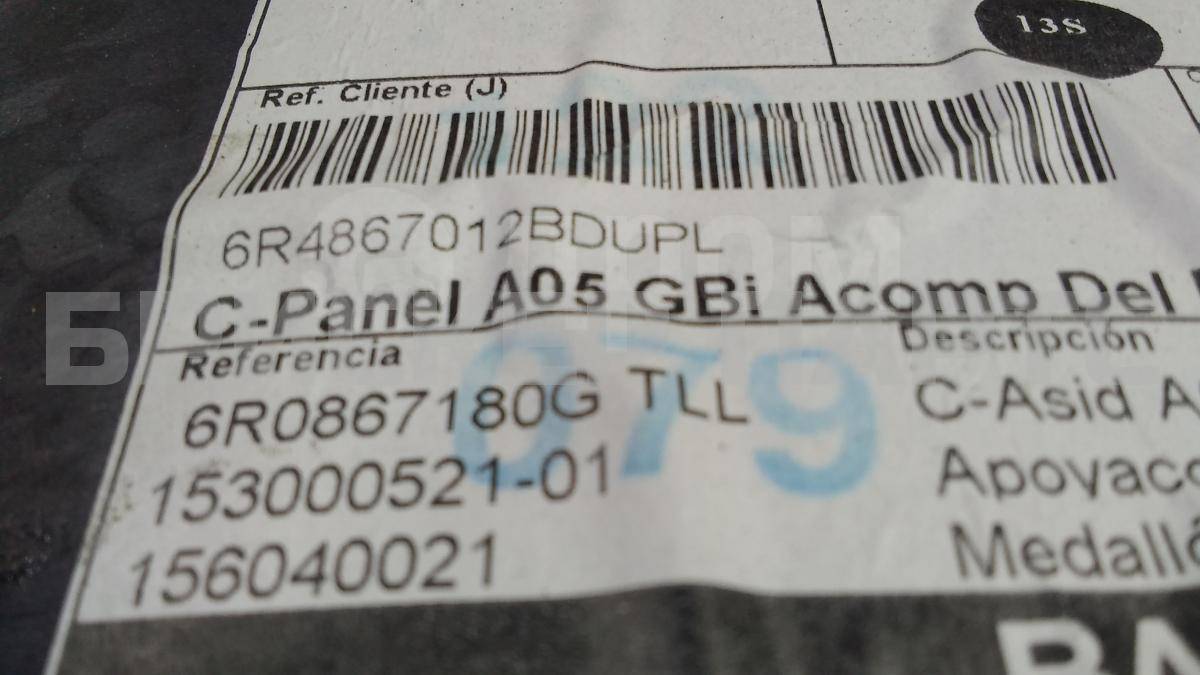 13S
Ref. Cliente (J)
6R4867012BDUPL
C-Panel A05 GBi Acomp Del
Referencia Descripción
6R0867180G TLL C-Asid A
153000521-01 Apoyac
156040021 Medall
079